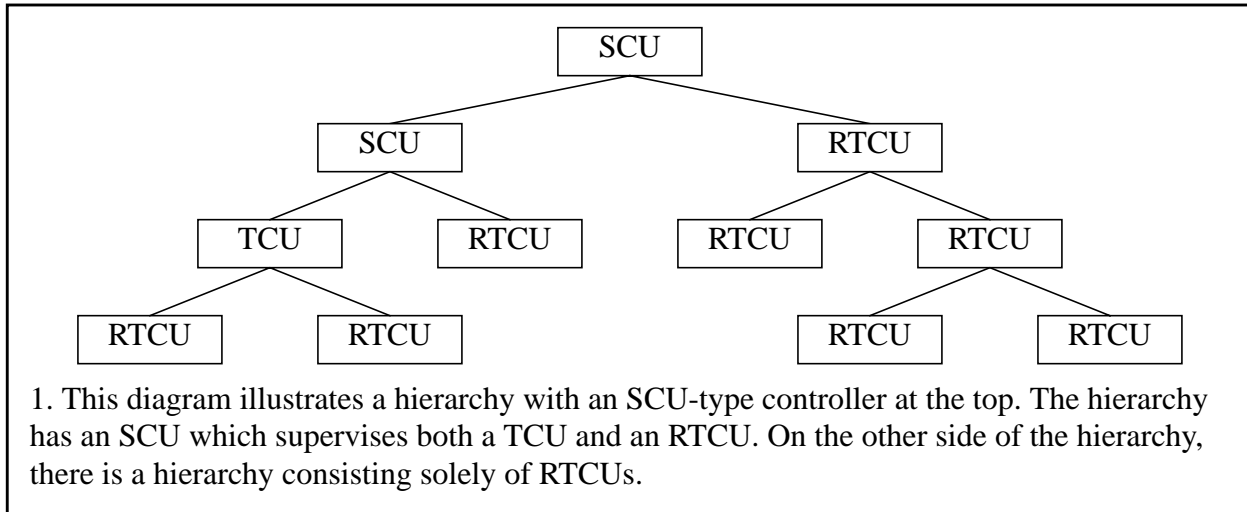 SCU
SCU RTCU
TCU RTCU RTCU RTCU
RTCU RTCU RTCU RTCU
1. This diagram illustrates a hierarchy with an SCU-type controller at the top. The hierarchy
has an SCU which supervises both a TCU and an RTCU. On the other side of the hierarchy,
there is a hierarchy consisting solely of RTCUs.